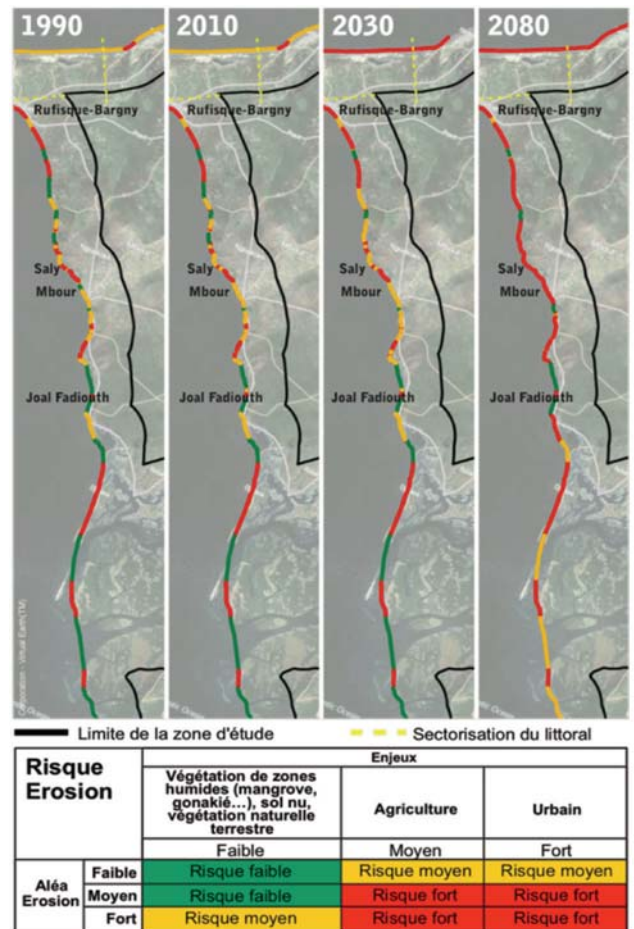 1990 2010 2030 2080
Rufisque-Bargny Rufisque-Bargny Rufisque-Bargny Rufisque-Bargny
Saly Saly Saly Saly
Mbour Mbour Mbour Mbour
Joal Fadiouth Joal Fadiouth Joal Fadiouth Joal Fadiouth
Corporation - Virtual Earth(TM)
Limite de la zone d'étude Sectorisation du littoral
Risque Erosion
Enjeux
Végétation de zones humides (mangrove, gonakié...), sol nu, végétation naturelle terrestre
Agriculture
Urbain
Faible Moyen Fort
Aléa Erosion
Faible Risque faible Risque moyen Risque moyen
Moyen Risque faible Risque fort Risque fort
Fort Risque moyen Risque fort Risque fort